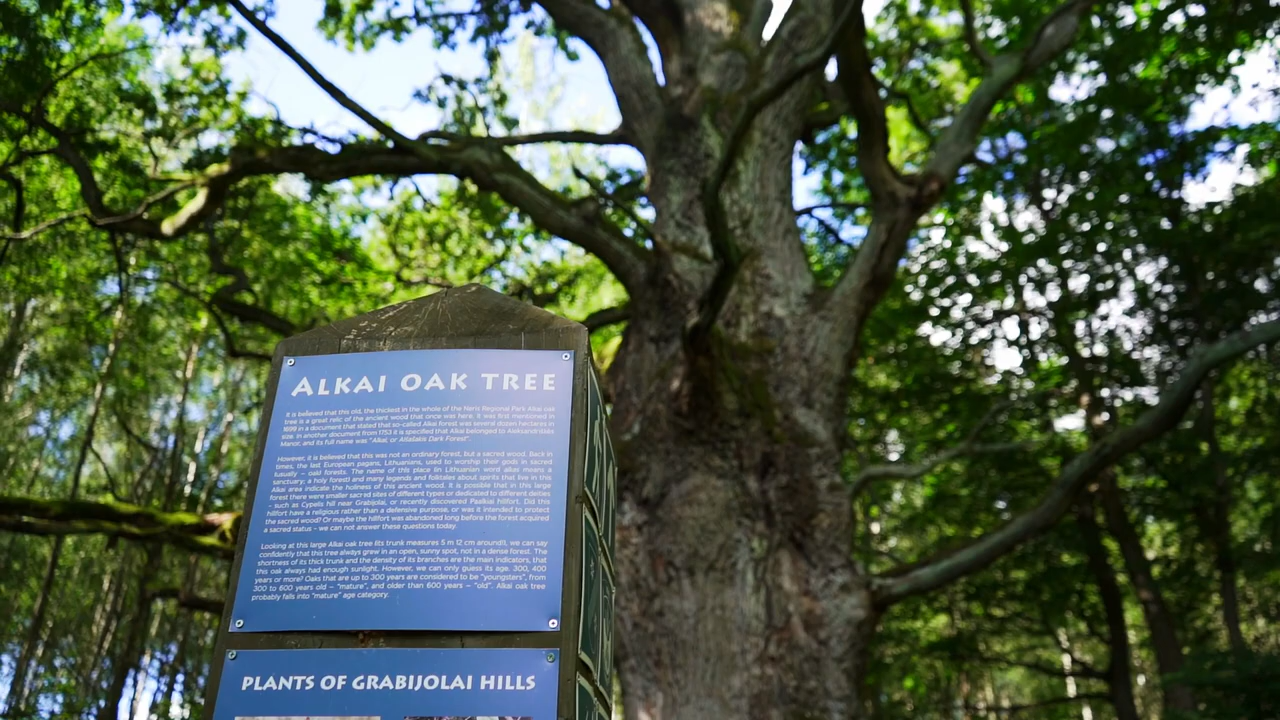 ALKAI OAK TREE
It is believed that this old, the thickest in the whole of the Neris Regional Park Alkai oak
tree is a great relic of the ancient wood that once was here. It was first mentioned in
1699 in a document that stated that so-called Alkai forest was several dozen hectares in
size. In another document from 1753 it is specified that Alkai belonged to
Manor, and its full name was "Alkai, or Ažašakis Dark Forest".
However, it is believed that this was not an ordinary forest, but a sacred wood. Back in
times, the last European pagans, Lithuanians, used to worship their gods in sacred
(usually – oak) forests. The name of this place (in Lithuanian word alkai means a
sanctuary; a holy forest) and many legends and folktales about spirits that live in this
Alkai area indicate the holiness of this ancient wood. It is possible that in this large
forest there were smaller sacred sites of different types or dedicated to different deities
– such as Cypelis hill near Grabijolai, or recently discovered Paalkiai hillfort. Did this
hillfort have a religious rather than a defensive purpose, or was it intended to protect
the sacred wood? Or maybe the hillfort was abandoned long before the forest acquired
a sacred status – we can not answer these questions today.
Looking at this large Alkai oak tree (its trunk measures 5 m 12 cm around), we can say
confidently that this tree always grew in an open, sunny spot, not in a dense forest. The
shortness of its thick trunk and the density of its branches are the main indicators, that
this oak always had enough sunlight. However, we can only guess its age. 300, 400
years or more? Oaks that are up to 300 years are considered to be "youngsters", from
300 to 600 years old – "mature", and older than 600 years – "old". Alkai oak tree
probably falls into "mature" age category.
PLANTS OF GRABIJOLAI HILLS